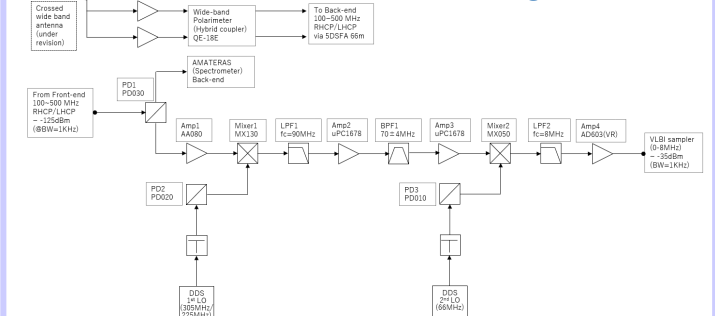 Crossed
wide band
antenna
(under
revision)
Wide-band
Polarimeter
(Hybrid coupler)
QE-18E
To Back-end
100~500 MHz
RHCP/LHCP
via 5DSFA 66m
AMATERAS
(Spectrometer)
Back-end
From Front-end
100~500 MHz
RHCP/LHCP
~ -125dBm
(@BW=1KHz)
PD1
PD030
Amp1
AA080
Mixer1
MX130
LPF1
fc=90MHz
Amp2
uPC1678
BPF1
70±4MHz
Amp3
uPC1678
Mixer2
MX050
LPF2
fc=8MHz
Amp4
AD603(VR)
VLBI sampler
(0-8MHz)
~ -35dBm
(BW=1KHz)
PD2
PD020
PD3
PD010
DDS
1st LO
(305MHz/
225MHz)
DDS
2nd LO
(66MHz)